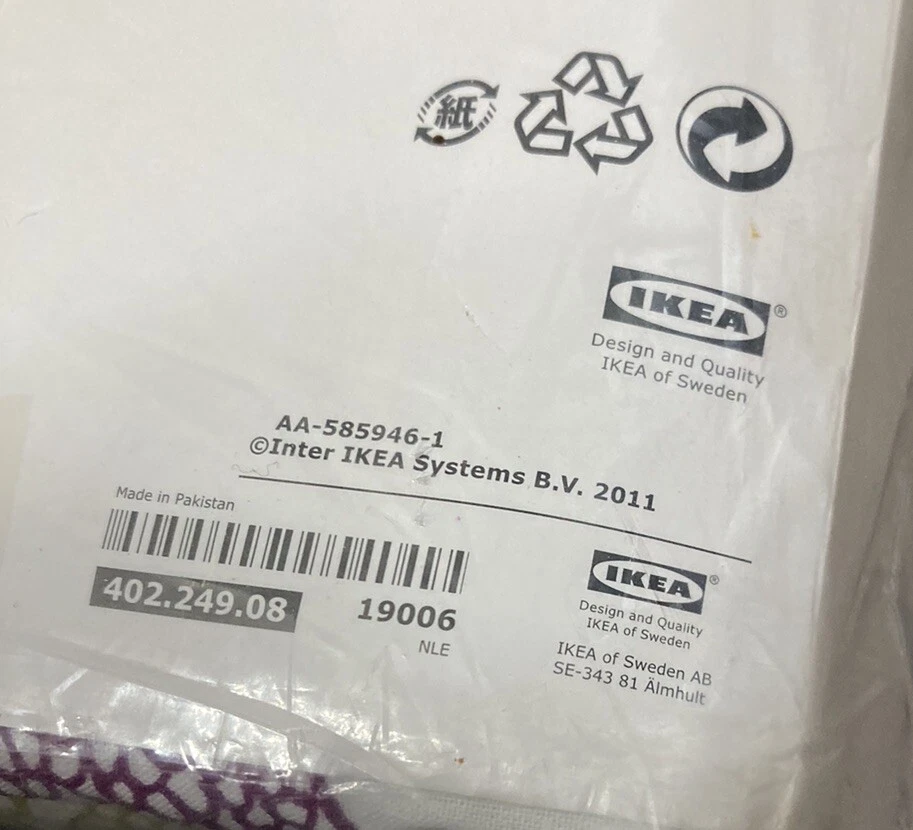 紙
IKEA®
Design and Quality
IKEA of Sweden
AA-585946-1
©Inter IKEA Systems B.V. 2011
Made in Pakistan
402.249.08
19006
NLE
IKEA®
Design and Quality
IKEA of Sweden
IKEA of Sweden AB
SE-343 81 Älmhult